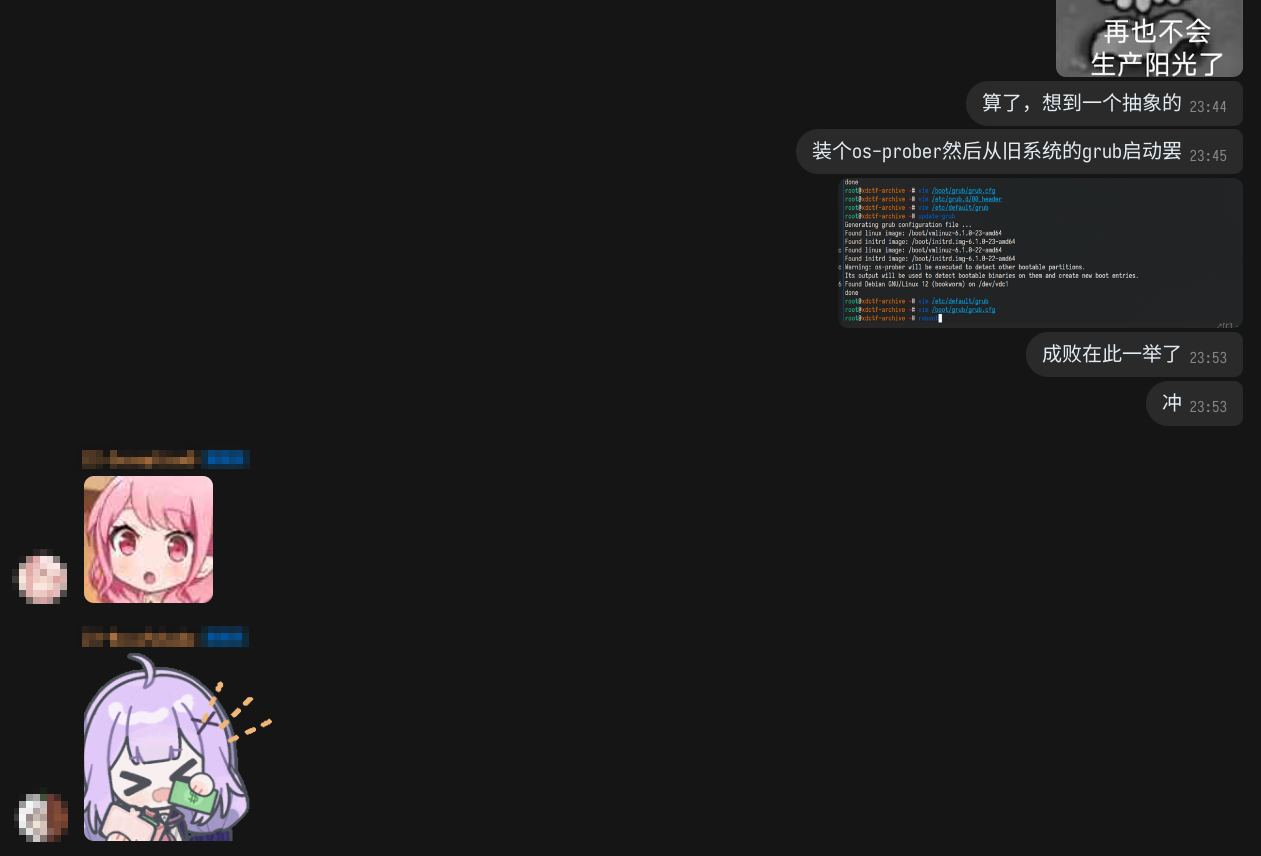 再也不会
生产阳光了
算了，想到一个抽象的 23:44
装个os-prober然后从旧系统的grub启动罢 23:45
done
root@xdctf-archive ~# vim /boot/grub/grub.cfg
root@xdctf-archive ~# vim /etc/grub.d/00_header
root@xdctf-archive ~# vim /etc/default/grub
root@xdctf-archive ~# update-grub
Generating grub configuration file ...
Found linux image: /boot/vmlinuz-6.1.0-23-amd64
Found initrd image: /boot/initrd.img-6.1.0-23-amd64
Found linux image: /boot/vmlinuz-6.1.0-22-amd64
Found initrd image: /boot/initrd.img-6.1.0-22-amd64
Warning: os-prober will be executed to detect other bootable partitions.
Its output will be used to detect bootable binaries on them and create new boot entries.
Found Debian GNU/Linux 12 (bookworm) on /dev/vdc1
done
root@xdctf-archive ~# vim /etc/default/grub
root@xdctf-archive ~# vim /boot/grub/grub.cfg
root@xdctf-archive ~# reboot
成败在此一举了 23:53
冲 23:53